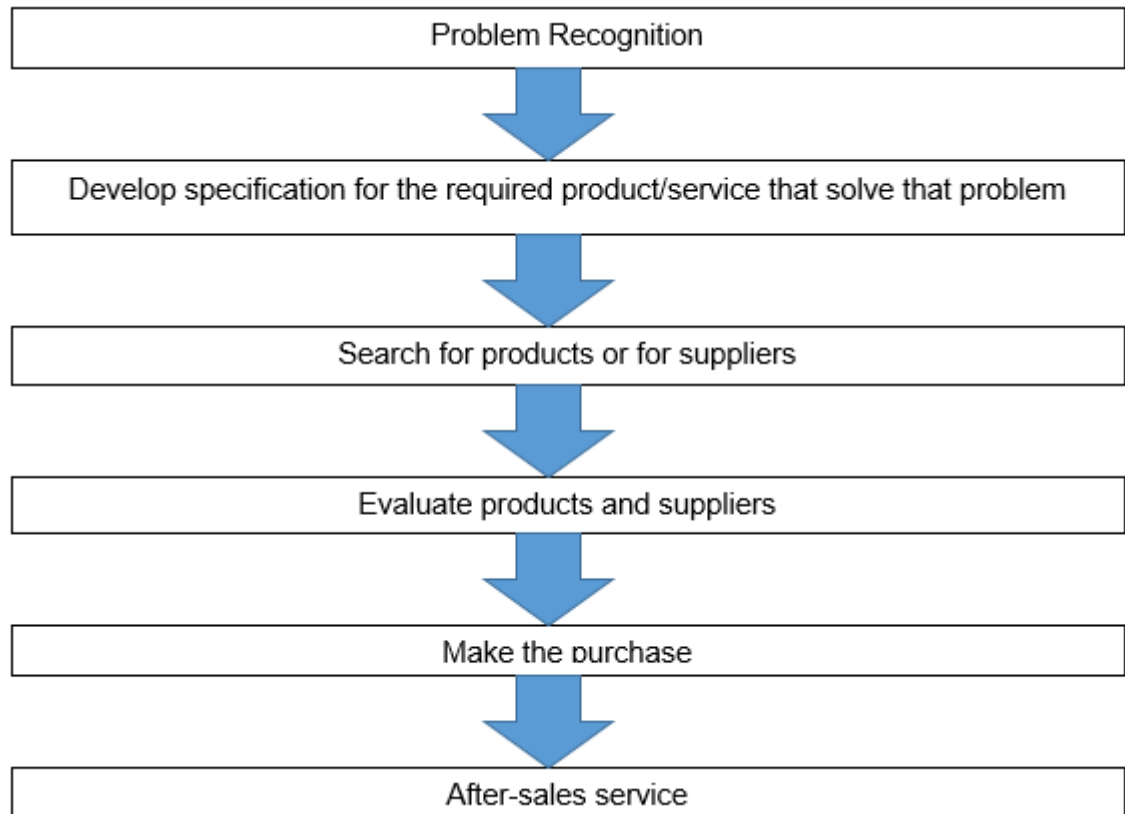 Problem Recognition
Develop specification for the required product/service that solve that problem
Search for products or for suppliers
Evaluate products and suppliers
Make the purchase
After-sales service